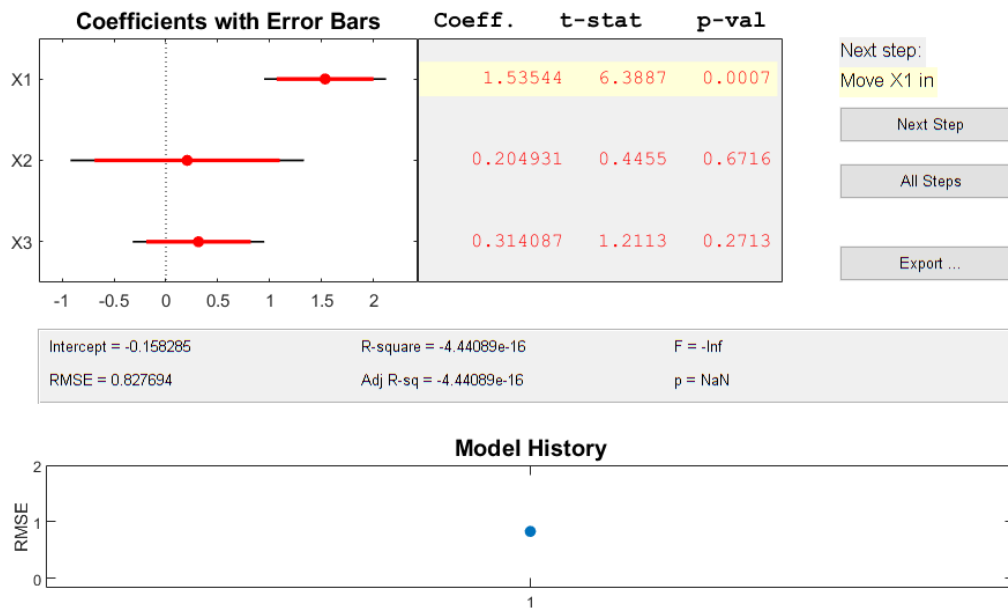 Coefficients with Error Bars
Coeff. t-stat p-val
X1 1.53544 6.3887 0.0007
X2 0.204931 0.4455 0.6716
X3 0.314087 1.2113 0.2713
-1 -0.5 0 0.5 1 1.5 2
Next step:
Move X1 in
Next Step
All Steps
Export ...
Intercept = -0.158285 R-square = -4.44089e-16 F = -Inf
RMSE = 0.827694 Adj R-sq = -4.44089e-16 p = NaN
Model History
RMSE
2
1
0
1